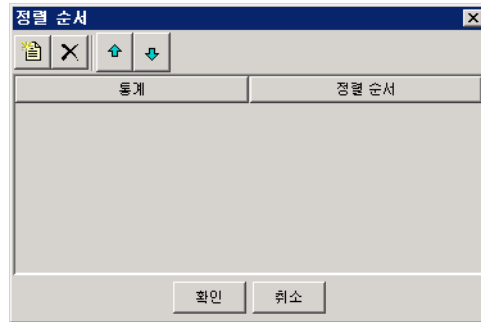 정렬 순서
통계 정렬 순서
확인 취소